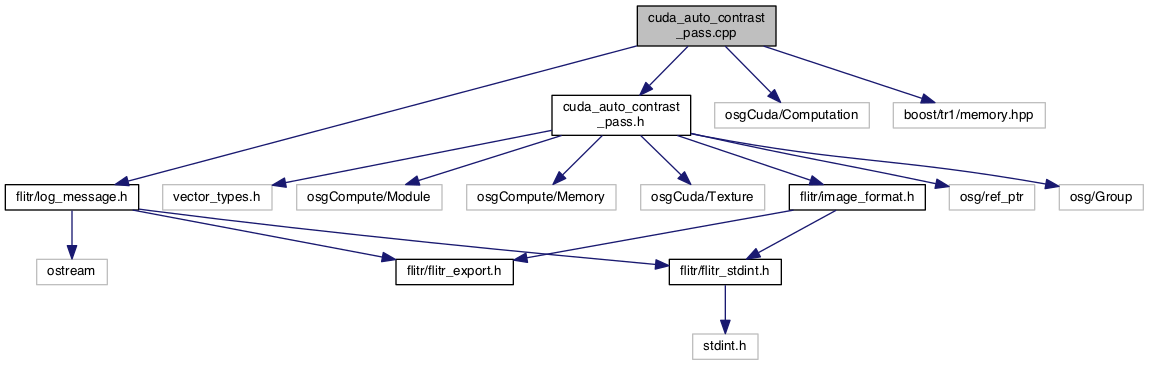 cuda_auto_contrast
_pass.cpp
cuda_auto_contrast
_pass.h
osgCuda/Computation
boost/tr1/memory.hpp
flitr/log_message.h
vector_types.h
osgCompute/Module
osgCompute/Memory
osgCuda/Texture
flitr/image_format.h
osg/ref_ptr
osg/Group
ostream
flitr/flitr_export.h
flitr/flitr_stdint.h
stdint.h